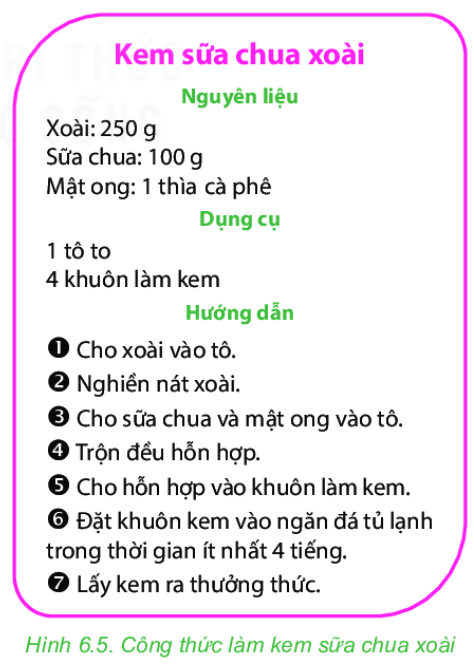 Kem sữa chua xoài
Nguyên liệu
Xoài: 250 g
Sữa chua: 100 g
Mật ong: 1 thìa cà phê
Dụng cụ
1 tô to
4 khuôn làm kem
Hướng dẫn
❶ Cho xoài vào tô.
❷ Nghiền nát xoài.
❸ Cho sữa chua và mật ong vào tô.
❹ Trộn đều hỗn hợp.
❺ Cho hỗn hợp vào khuôn làm kem.
❻ Đặt khuôn kem vào ngăn đá tủ lạnh
trong thời gian ít nhất 4 tiếng.
❼ Lấy kem ra thưởng thức.
Hình 6.5. Công thức làm kem sữa chua xoài